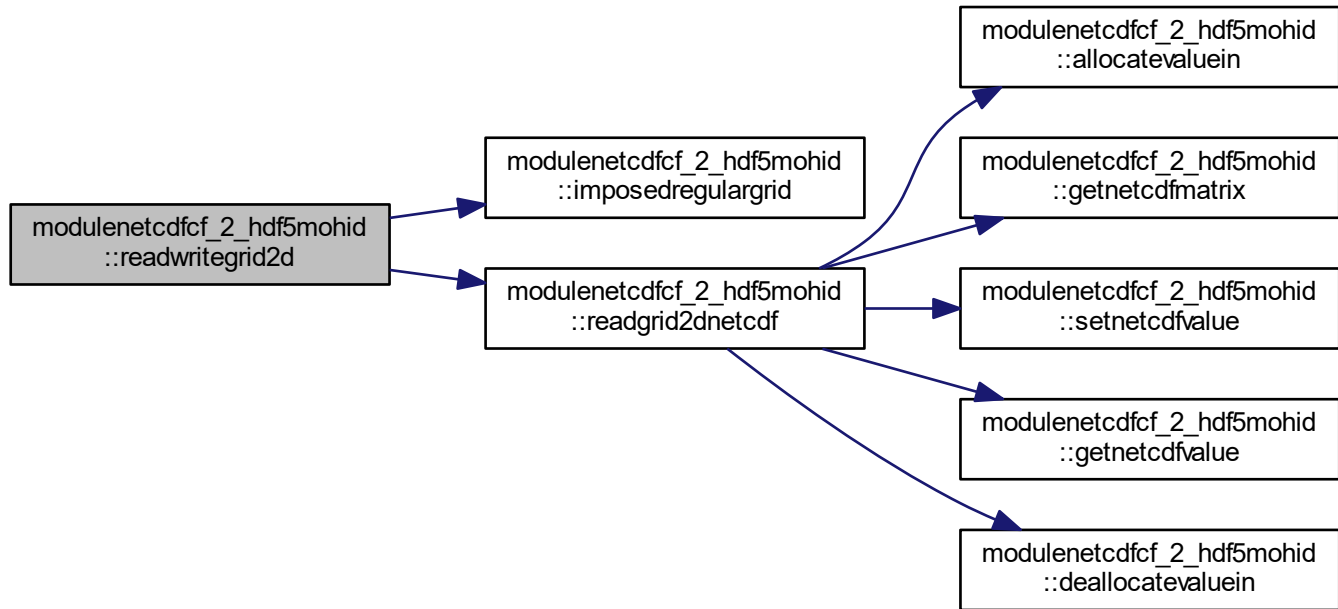 modulenetcdfcf_2_hdf5mohid
::readwritegrid2d
modulenetcdfcf_2_hdf5mohid
::imposedregulargrid
modulenetcdfcf_2_hdf5mohid
::readgrid2dnetcdf
modulenetcdfcf_2_hdf5mohid
::allocatevaluein
modulenetcdfcf_2_hdf5mohid
::getnetcdfmatrix
modulenetcdfcf_2_hdf5mohid
::setnetcdfvalue
modulenetcdfcf_2_hdf5mohid
::getnetcdfvalue
modulenetcdfcf_2_hdf5mohid
::deallocatevaluein